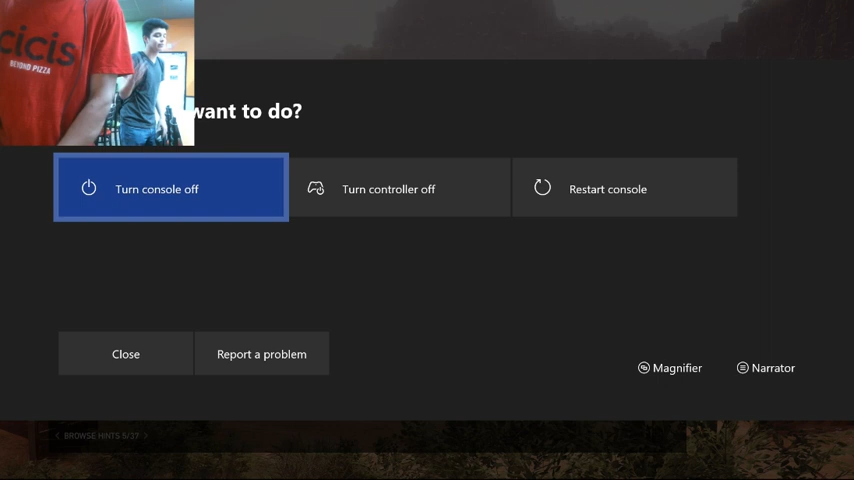 cicis
BEYOND PIZZA
want to do?
Turn console off
Turn controller off
Restart console
Close
Report a problem
Magnifier
Narrator
BROWSE HINTS 5/37